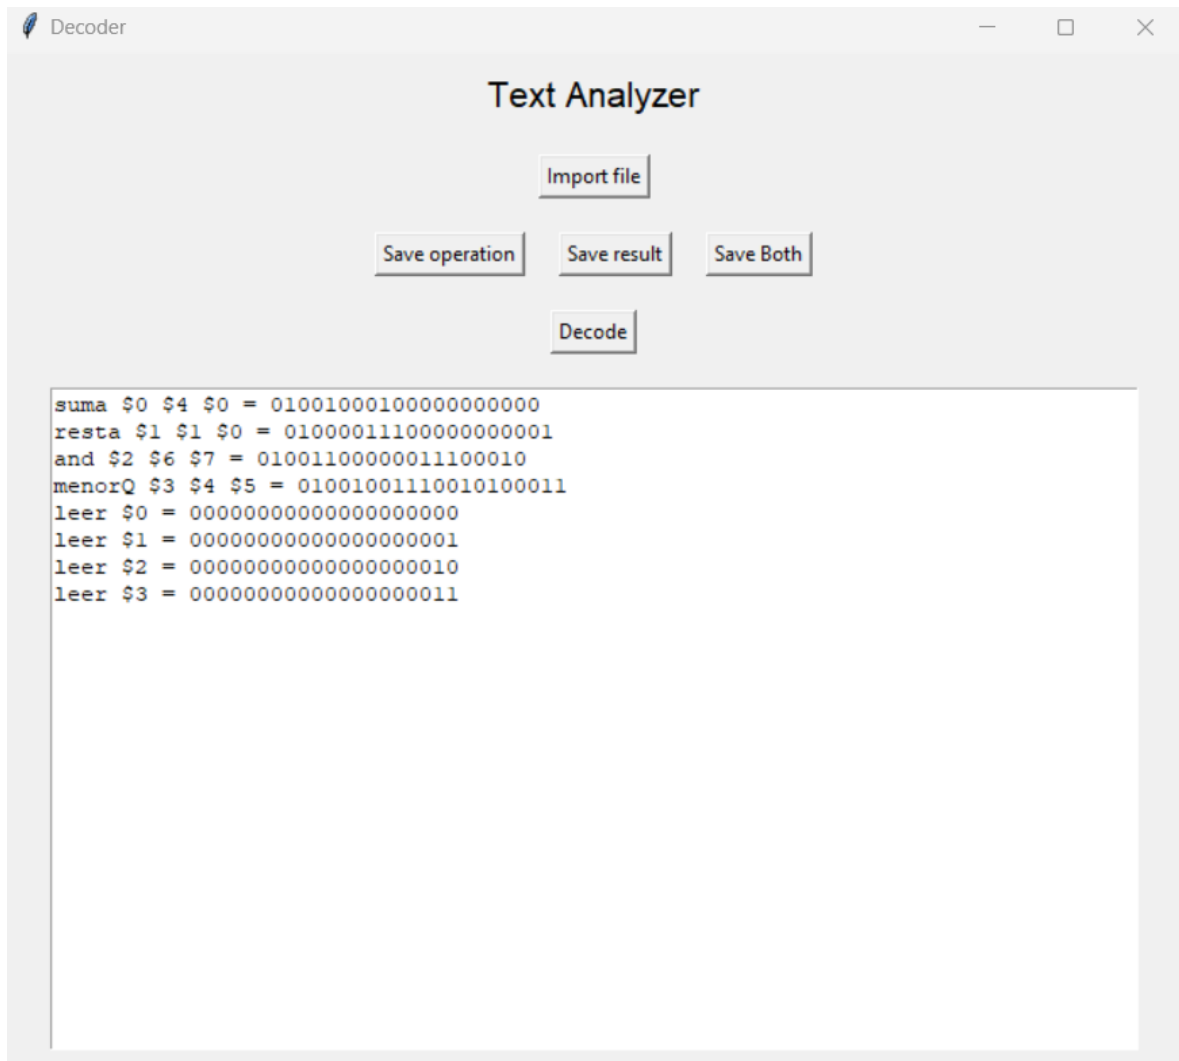 Decoder
Text Analyzer
Import file
Save operation Save result Save Both
Decode
suma $0 $4 $0 = 01001000100000000000
resta $1 $1 $0 = 01000011100000000001
and $2 $6 $7 = 01001100000011100010
menorQ $3 $4 $5 = 01001001110010100011
leer $0 = 00000000000000000000
leer $1 = 00000000000000000001
leer $2 = 00000000000000000010
leer $3 = 00000000000000000011